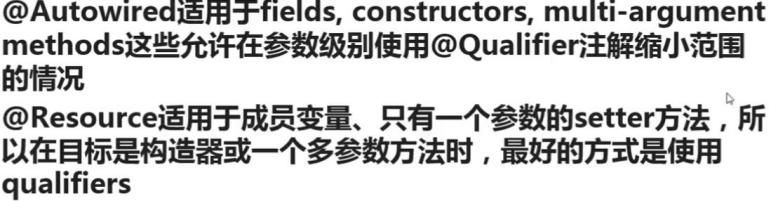 @Autowired适用于fields, constructors, multi-argument
methods这些允许在参数级别使用@Qualifier注解缩小范围
的情况
@Resource适用于成员变量、只有一个参数的setter方法，所
以在目标是构造器或一个多参数方法时，最好的方式是使用
qualifiers